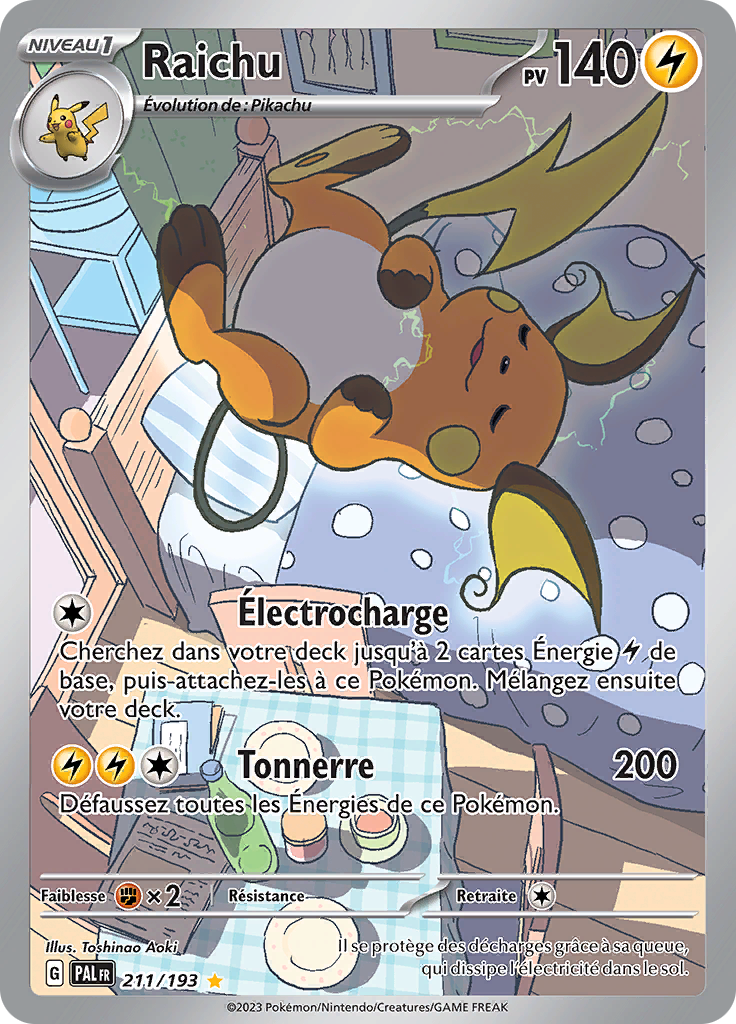 NIVEAU 1
Raichu
PV 140
Évolution de : Pikachu
Électrocharge
Cherchez dans votre deck jusqu'à 2 cartes Énergie de
base, puis attachez-les à ce Pokémon. Mélangez ensuite
votre deck.
Tonnerre 200
Défaussez toutes les Énergies de ce Pokémon.
Faiblesse ×2 Résistance Retraite
Illus. Toshinao Aoki
Il se protège des décharges grâce à sa queue,
qui dissipe l'électricité dans le sol.
G PAL FR 211/193
©2023 Pokémon/Nintendo/Creatures/GAME FREAK